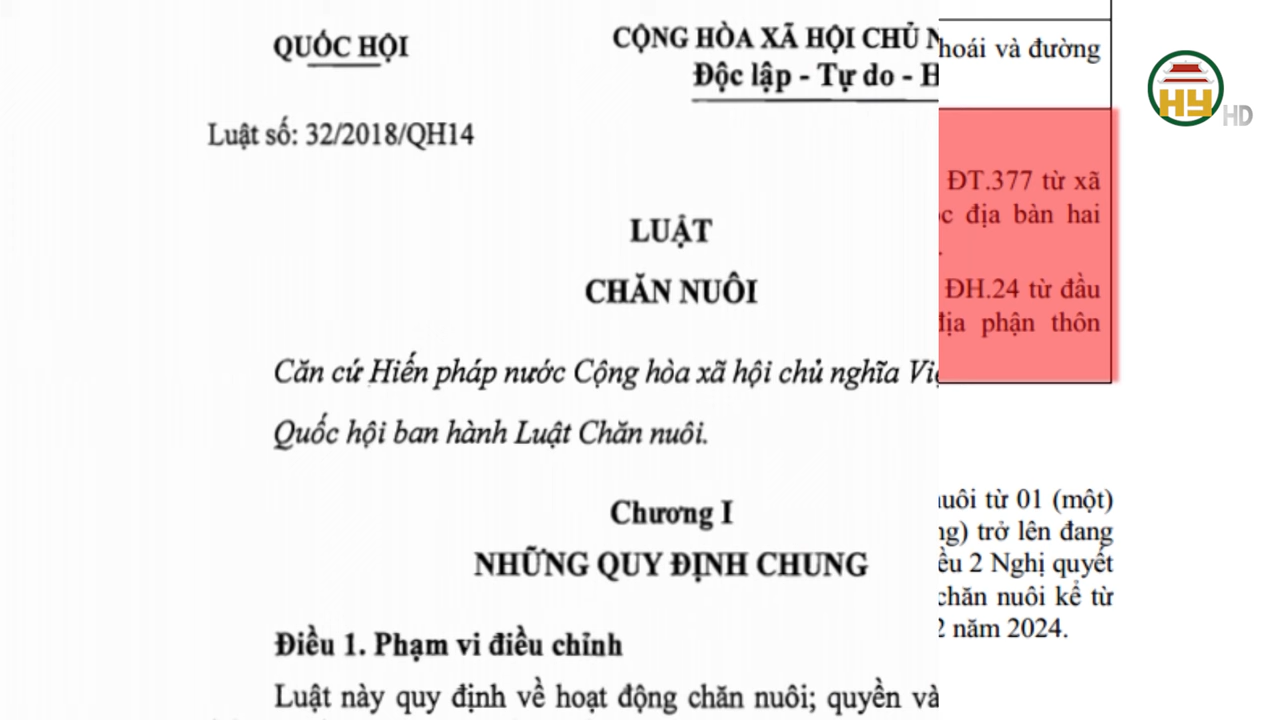 QUỐC HỘI
CỘNG HÒA XÃ HỘI CHỦ
Độc lập - Tự do -
Luật số: 32/2018/QH14
LUẬT
CHĂN NUÔI
Căn cứ Hiến pháp nước Cộng hòa xã hội chủ nghĩa
Quốc hội ban hành Luật Chăn nuôi.
Chương I
NHỮNG QUY ĐỊNH CHUNG
Điều 1. Phạm vi điều chỉnh
Luật này quy định về hoạt động chăn nuôi; quyền và
hoái và đường
ĐT.377 từ xã
địa bàn hai
ĐH.24 từ đầu
địa phận thôn
uôi từ 01 (một)
trở lên đang
2 Nghị quyết
chăn nuôi kể từ
2 năm 2024.
HY
HD